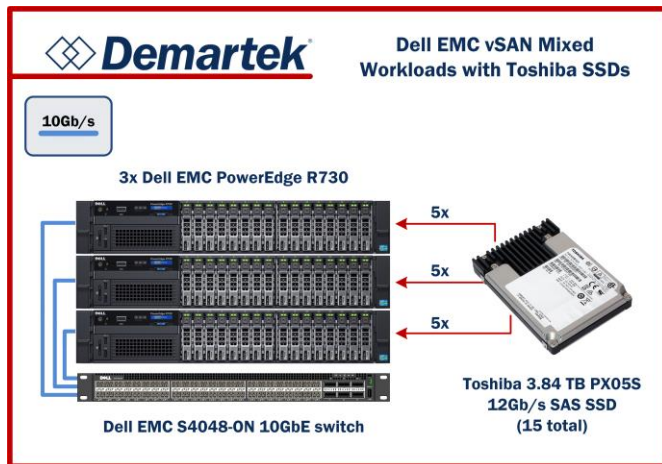 Demartek
Dell EMC vSAN Mixed
Workloads with Toshiba SSDs
10Gb/s
3x Dell EMC PowerEdge R730
5x
5x
5x
Toshiba 3.84 TB PX05S
12Gb/s SAS SSD
(15 total)
Dell EMC S4048-ON 10GbE switch